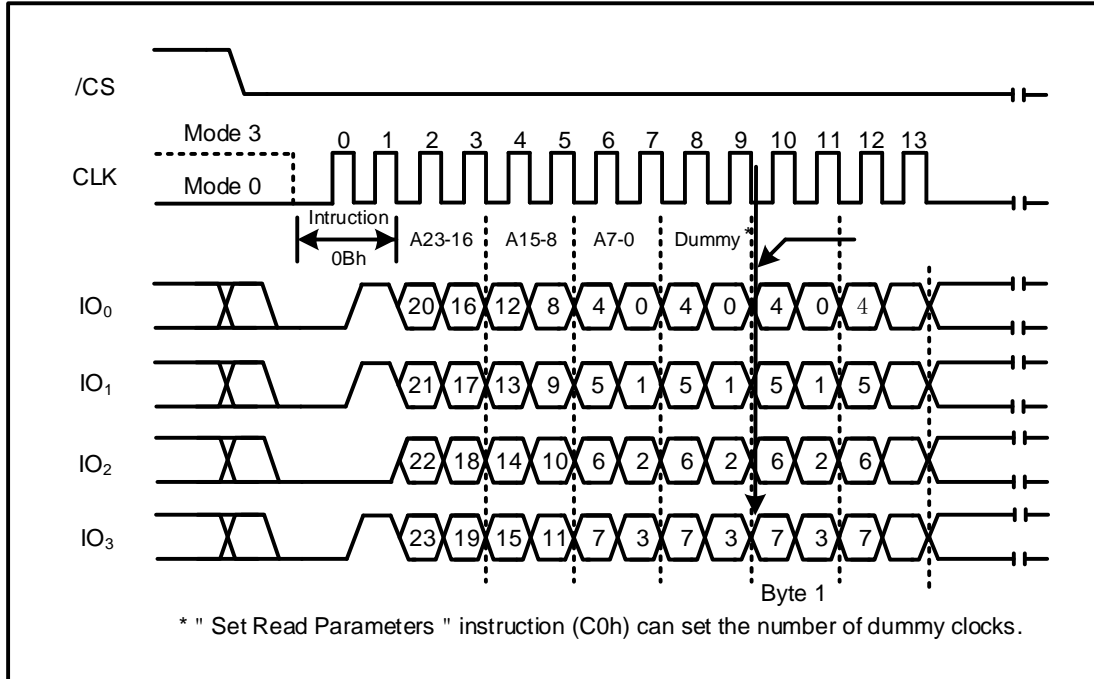 /CS
Mode 3
0 1 2 3 4 5 6 7 8 9 10 11 12 13
CLK
Mode 0
Intruction
0Bh
A23-16 A15-8 A7-0 Dummy *
IO₀ 20 16 12 8 4 0 4 0 4 0 4
IO₁ 21 17 13 9 5 1 5 1 5 1 5
IO₂ 22 18 14 10 6 2 6 2 6 2 6
IO₃ 23 19 15 11 7 3 7 3 7 3 7
Byte 1
* " Set Read Parameters " instruction (C0h) can set the number of dummy clocks.